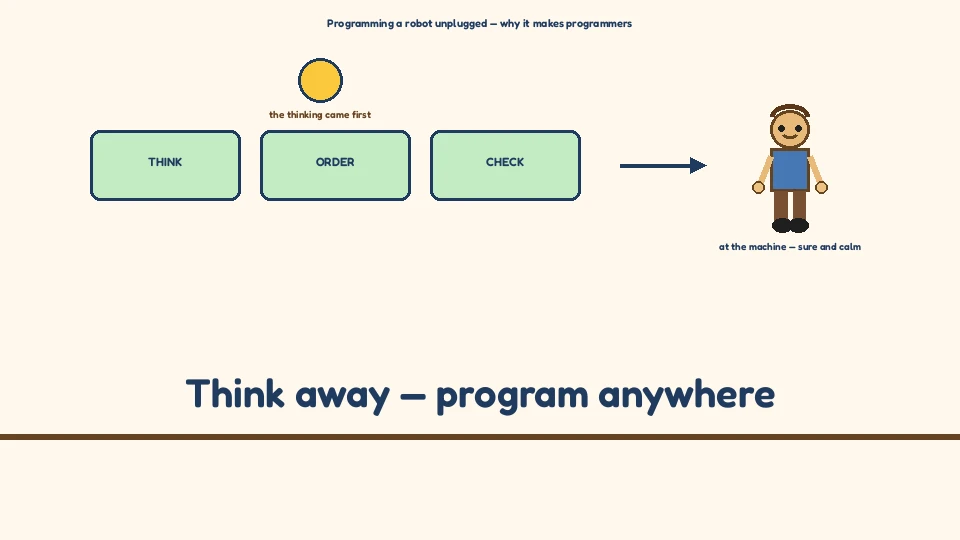 Programming a robot unplugged — why it makes programmers
the thinking came first
THINK
ORDER
CHECK
at the machine — sure and calm
Think away — program anywhere